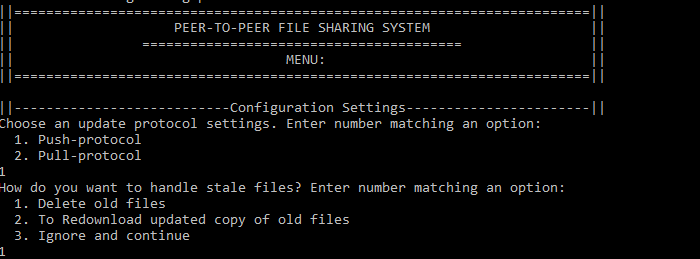 ||========================================================================||
|| PEER-TO-PEER FILE SHARING SYSTEM ||
|| ======================================== ||
|| MENU: ||
||========================================================================||
||---------------------------Configuration Settings-----------------------||
Choose an update protocol settings. Enter number matching an option:
1. Push-protocol
2. Pull-protocol
1
How do you want to handle stale files? Enter number matching an option:
1. Delete old files
2. To Redownload updated copy of old files
3. Ignore and continue
1